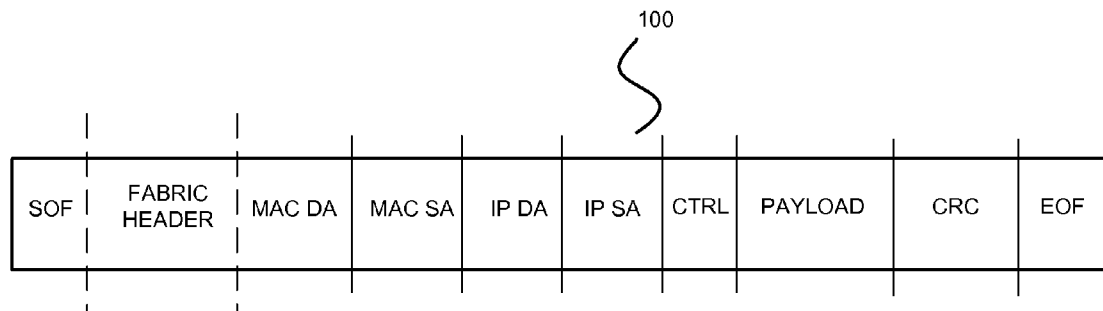 100
SOF
FABRIC
HEADER
MAC DA
MAC SA
IP DA
IP SA
CTRL
PAYLOAD
CRC
EOF